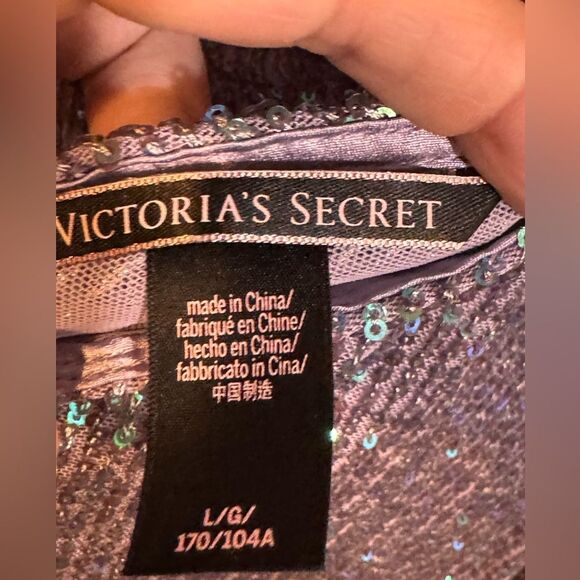 VICTORIA'S SECRET
made in China/
fabriqué en Chine/
hecho en China/
fabbricato in Cina/
中国制造
L/G/
170/104A